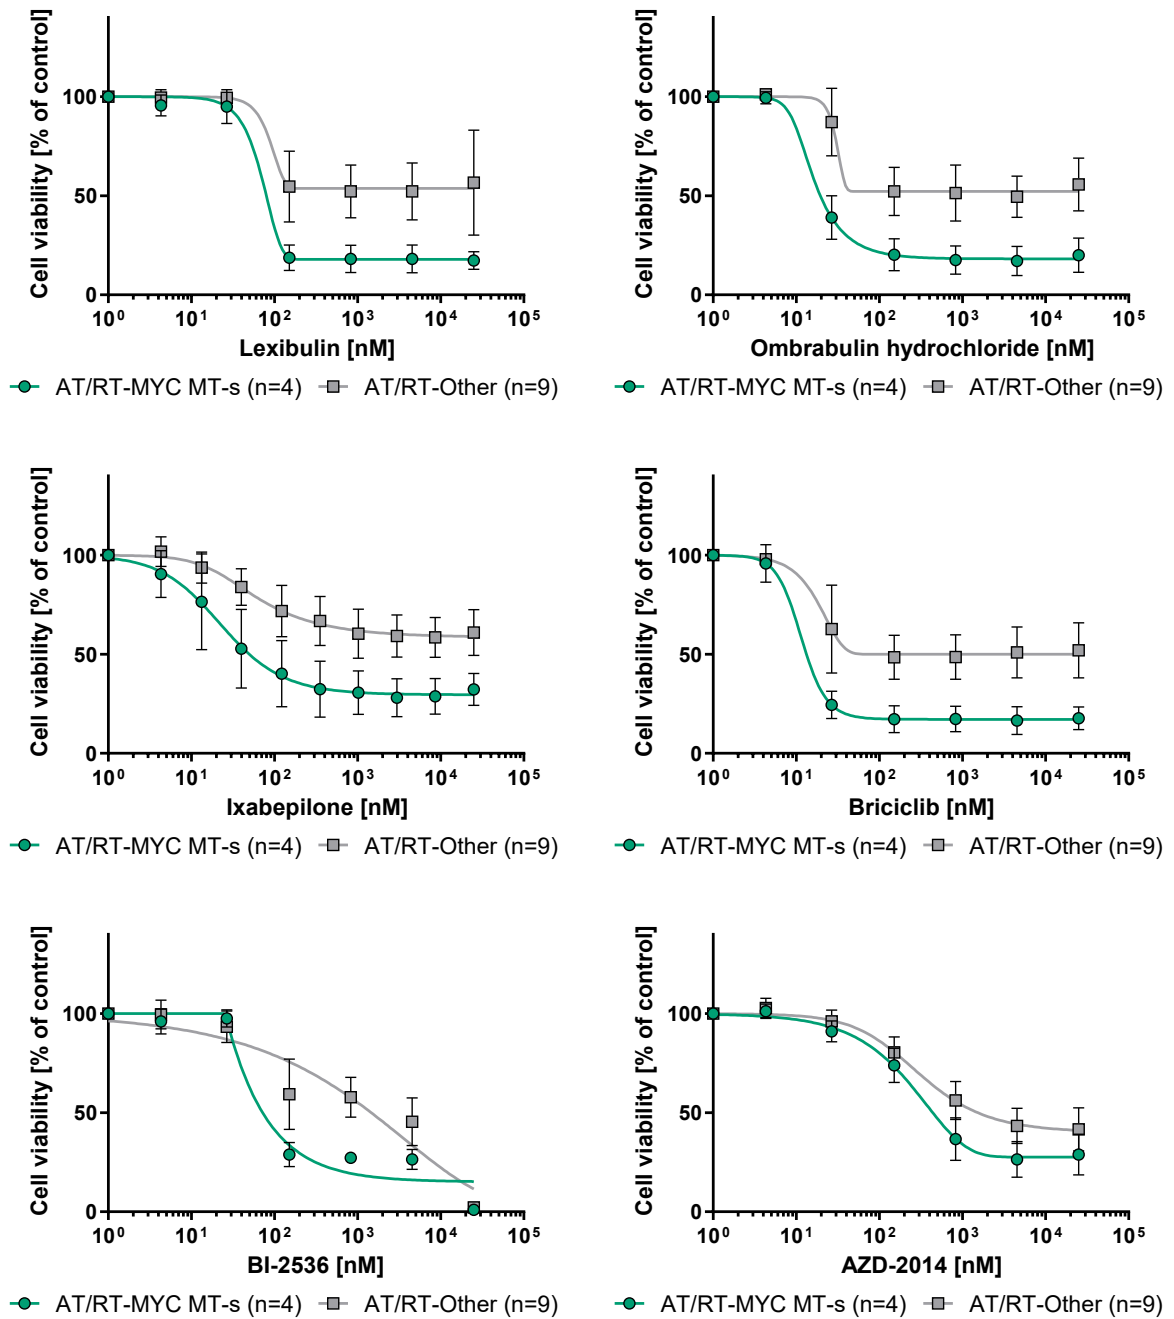 Cell viability [% of control]
100
50
0
10⁰ 10¹ 10² 10³ 10⁴ 10⁵
Lexibulin [nM]
AT/RT-MYC MT-s (n=4) AT/RT-Other (n=9)
Cell viability [% of control]
100
50
0
10⁰ 10¹ 10² 10³ 10⁴ 10⁵
Ombrabulin hydrochloride [nM]
AT/RT-MYC MT-s (n=4) AT/RT-Other (n=9)
Cell viability [% of control]
100
50
0
10⁰ 10¹ 10² 10³ 10⁴ 10⁵
Ixabepilone [nM]
AT/RT-MYC MT-s (n=4) AT/RT-Other (n=9)
Cell viability [% of control]
100
50
0
10⁰ 10¹ 10² 10³ 10⁴ 10⁵
Briciclib [nM]
AT/RT-MYC MT-s (n=4) AT/RT-Other (n=9)
Cell viability [% of control]
100
50
0
10⁰ 10¹ 10² 10³ 10⁴ 10⁵
BI-2536 [nM]
AT/RT-MYC MT-s (n=4) AT/RT-Other (n=9)
Cell viability [% of control]
100
50
0
10⁰ 10¹ 10² 10³ 10⁴ 10⁵
AZD-2014 [nM]
AT/RT-MYC MT-s (n=4) AT/RT-Other (n=9)